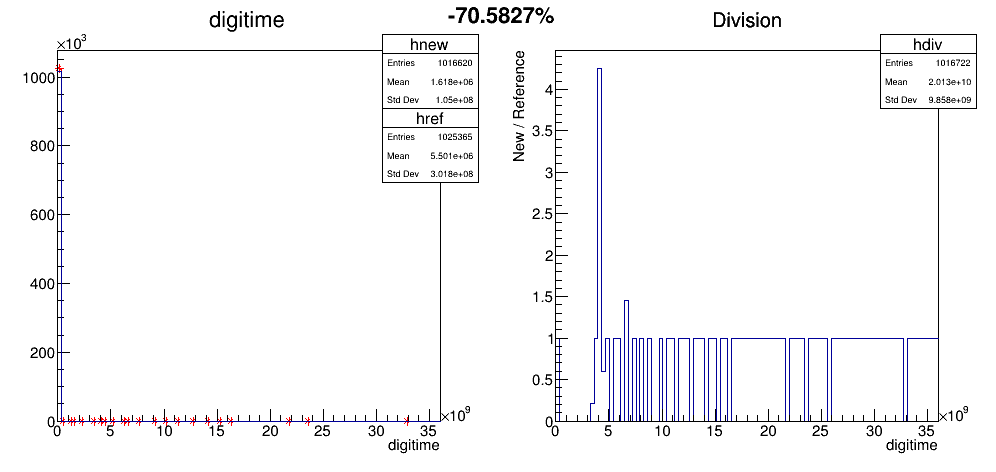 -70.5827%
digitime
×10³
hnew
Entries 1016620
Mean 1.618e+06
Std Dev 1.05e+08
href
Entries 1025365
Mean 5.501e+06
Std Dev 3.018e+08
1000
800
600
400
200
0
0 5 10 15 20 25 30 35
×10⁹
digitime
Division
hdiv
Entries 1016722
Mean 2.013e+10
Std Dev 9.858e+09
New / Reference
4
3.5
3
2.5
2
1.5
1
0.5
0
0 5 10 15 20 25 30 35
×10⁹
digitime